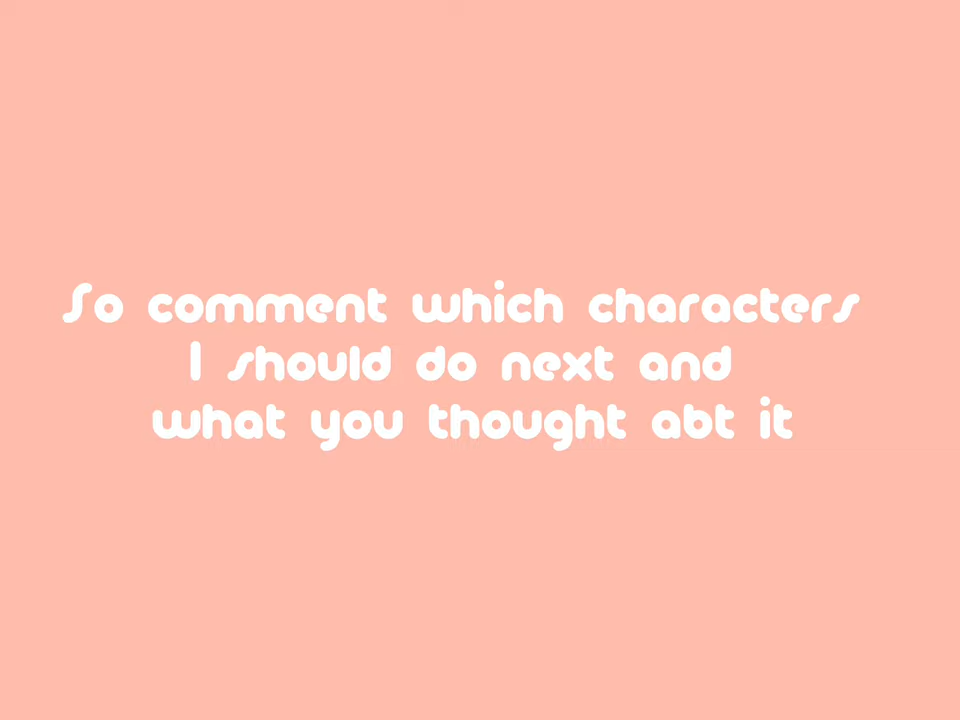 So comment which characters
I should do next and
what you thought abt it